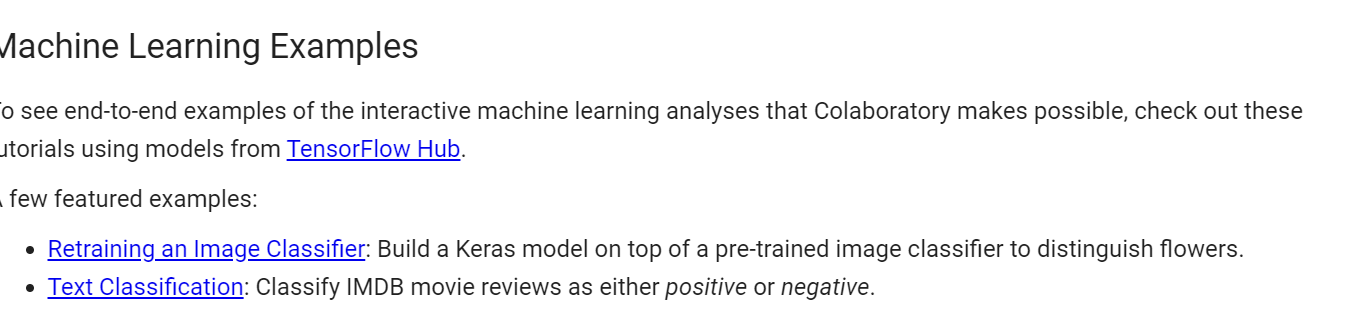 Machine Learning Examples
To see end-to-end examples of the interactive machine learning analyses that Colaboratory makes possible, check out these
tutorials using models from TensorFlow Hub.
A few featured examples:
• Retraining an Image Classifier: Build a Keras model on top of a pre-trained image classifier to distinguish flowers.
• Text Classification: Classify IMDB movie reviews as either positive or negative.